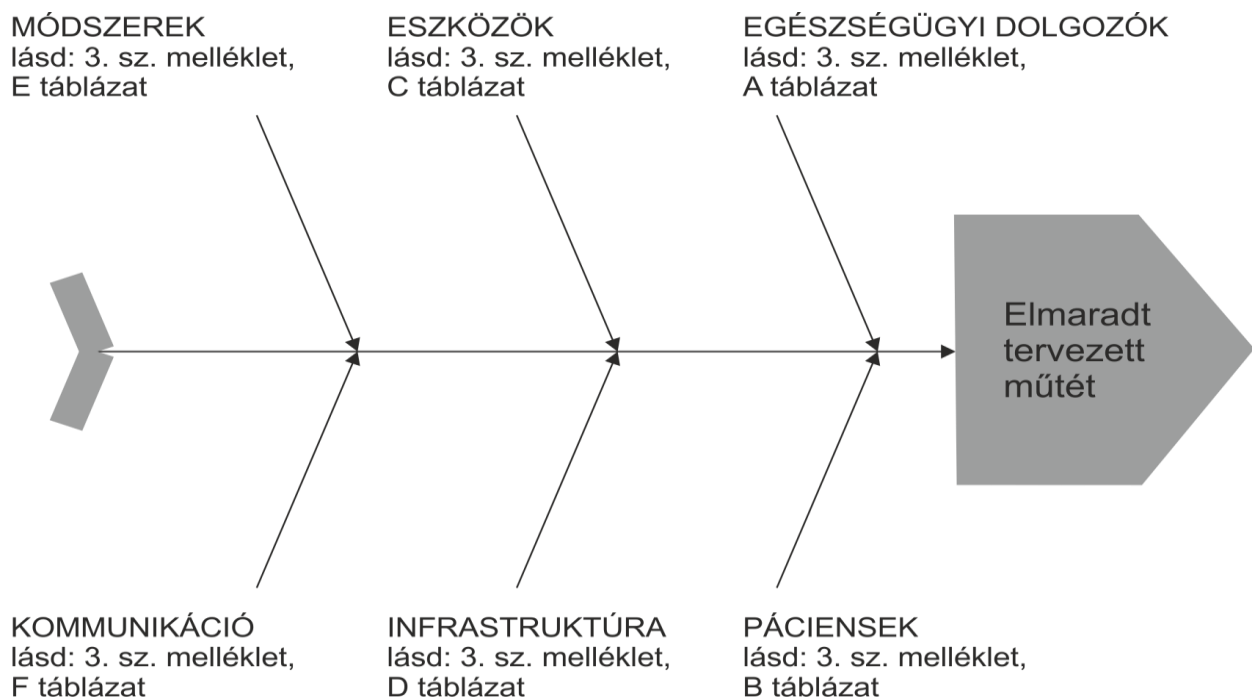 MÓDSZEREK
lásd: 3. sz. melléklet,
E táblázat
ESZKÖZÖK
lásd: 3. sz. melléklet,
C táblázat
EGÉSZSÉGÜGYI DOLGOZÓK
lásd: 3. sz. melléklet,
A táblázat
Elmaradt
tervezett
műtét
KOMMUNIKÁCIÓ
lásd: 3. sz. melléklet,
F táblázat
INFRASTRUKTÚRA
lásd: 3. sz. melléklet,
D táblázat
PÁCIENSEK
lásd: 3. sz. melléklet,
B táblázat